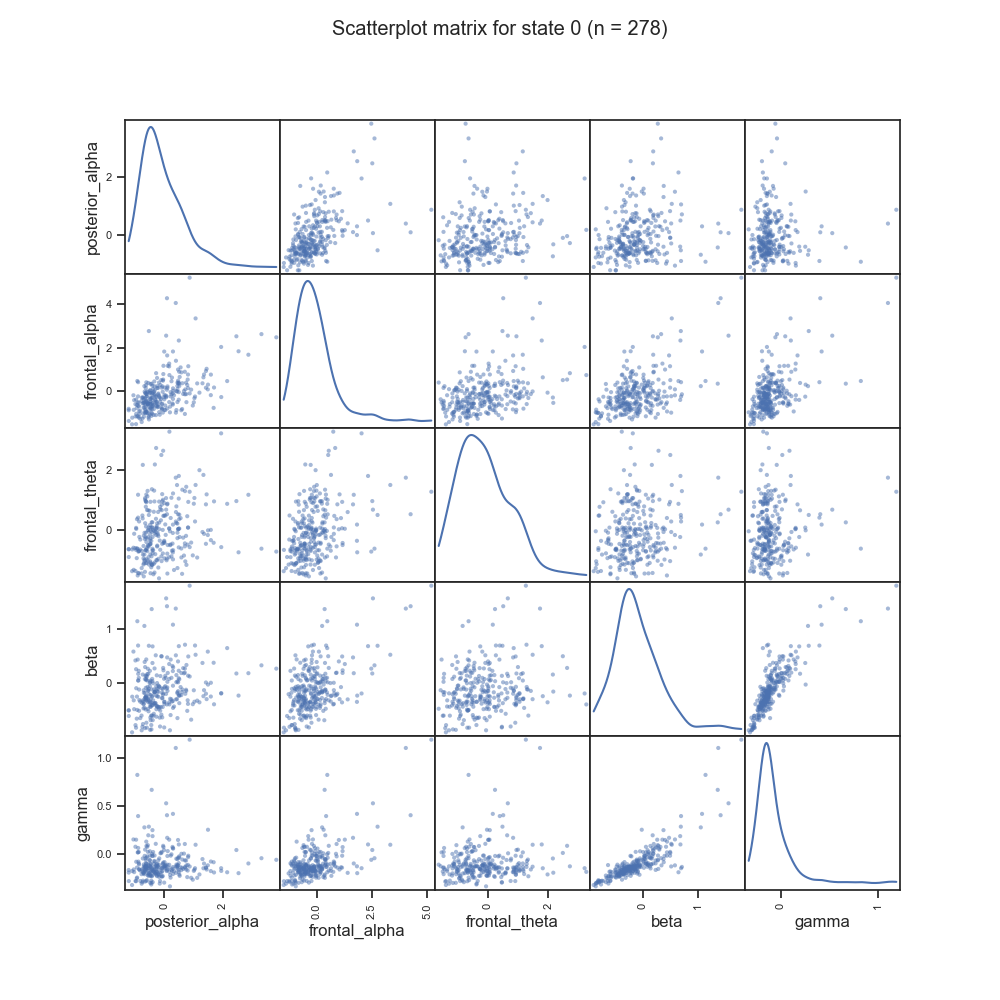 Scatterplot matrix for state 0 (n = 278)
posterior_alpha
2
0
frontal_alpha
4
2
0
frontal_theta
2
0
beta
1
0
gamma
1.0
0.5
0.0
0 2 0.0 2.5 5.0 0 2 0 1 0 1
posterior_alpha frontal_alpha frontal_theta beta gamma